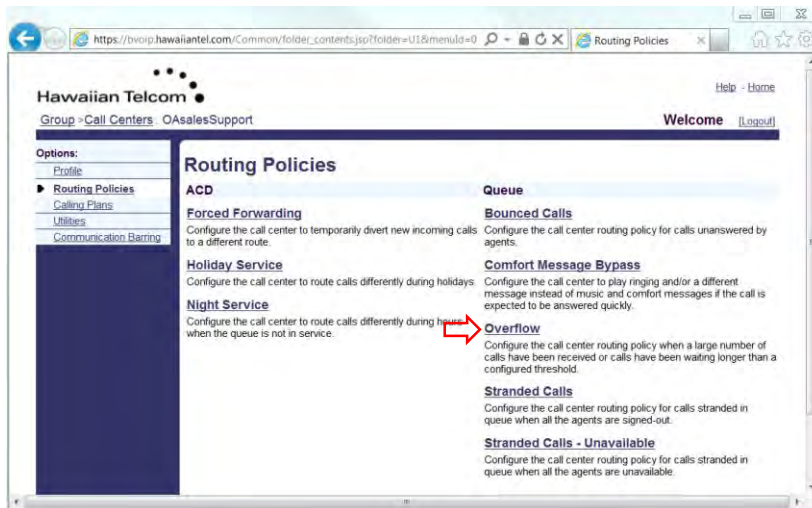 https://bvoip.hawaiiantel.com/Common/folder_contents.jsp?folder=U1&menuId=0
Routing Policies
Hawaiian Telcom
Help - Home
Group >Call Centers : OAsalesSupport
Welcome [Logout]
Options:
Profile
Routing Policies
Calling Plans
Utilities
Communication Barring
Routing Policies
ACD
Forced Forwarding
Configure the call center to temporarily divert new incoming calls
to a different route.
Holiday Service
Configure the call center to route calls differently during holidays.
Night Service
Configure the call center to route calls differently during hours
when the queue is not in service.
Queue
Bounced Calls
Configure the call center routing policy for calls unanswered by
agents.
Comfort Message Bypass
Configure the call center to play ringing and/or a different
message instead of music and comfort messages if the call is
expected to be answered quickly.
Overflow
Configure the call center routing policy when a large number of
calls have been received or calls have been waiting longer than a
configured threshold.
Stranded Calls
Configure the call center routing policy for calls stranded in
queue when all the agents are signed-out.
Stranded Calls - Unavailable
Configure the call center routing policy for calls stranded in
queue when all the agents are unavailable.